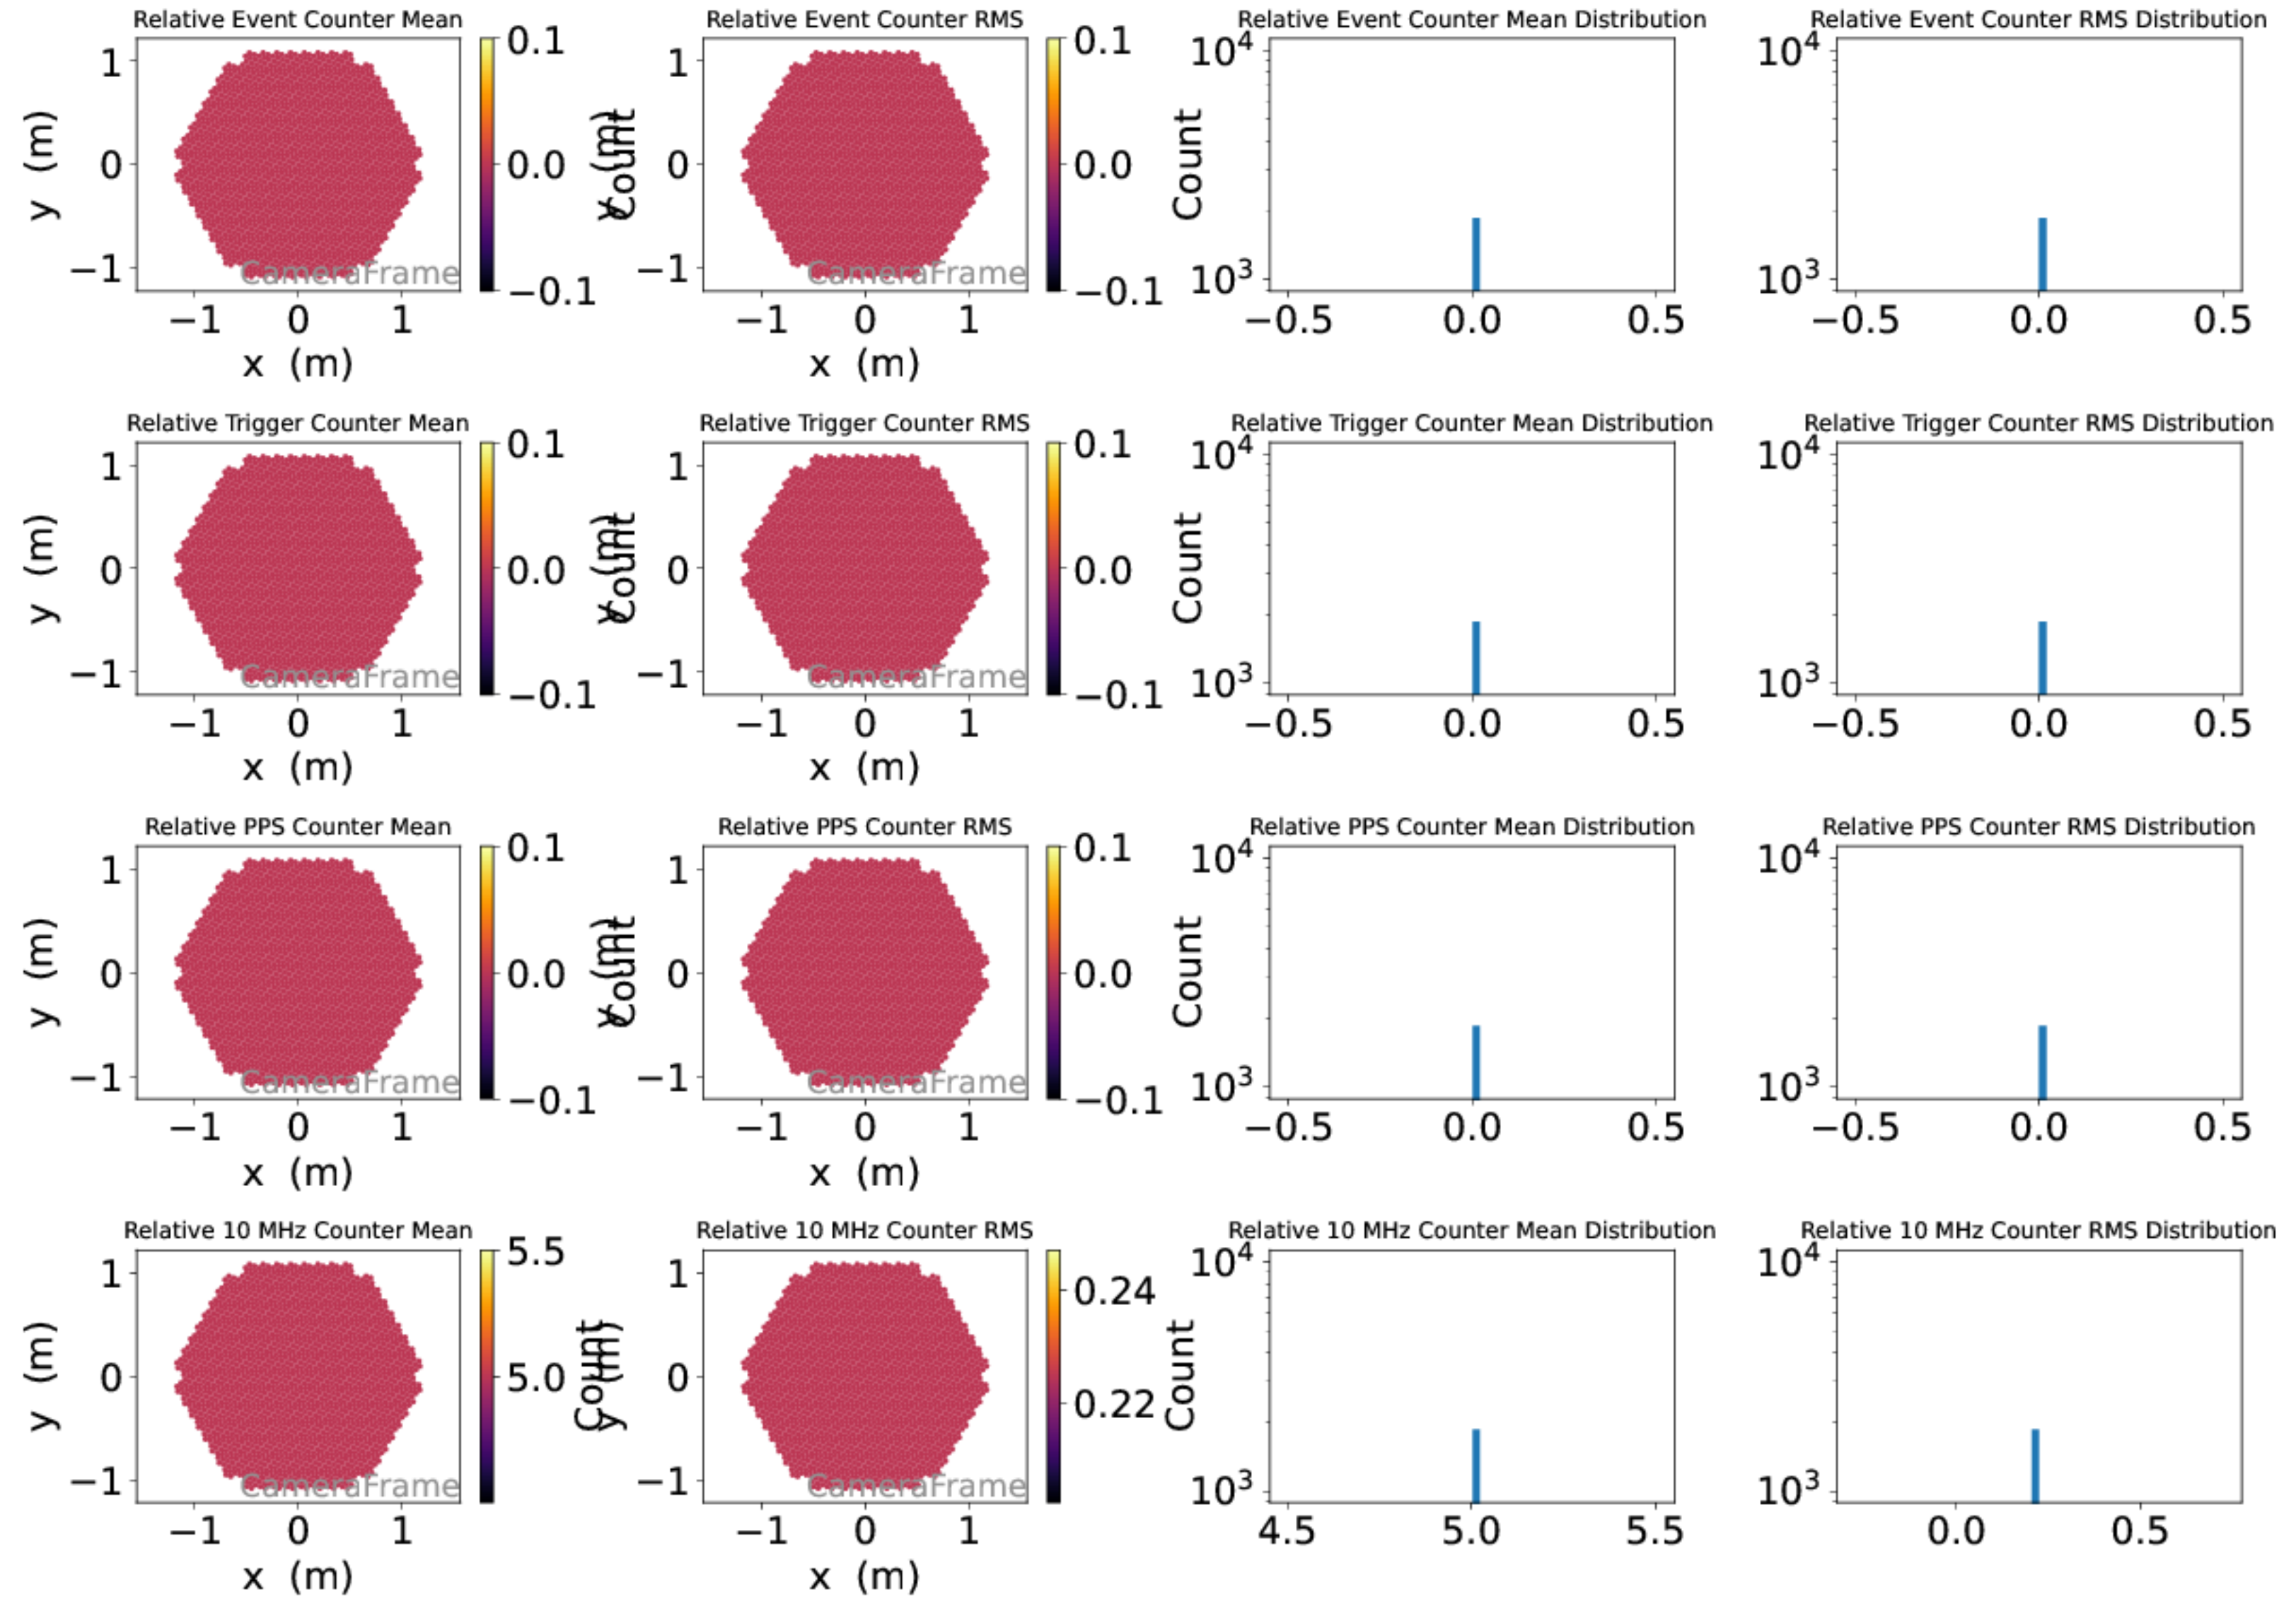 Relative Event Counter Mean
Relative Event Counter RMS
Relative Event Counter Mean Distribution
Relative Event Counter RMS Distribution
y (m)
1
0
−1
CameraFrame
−1 0 1
x (m)
0.1
0.0
−0.1
Count
y (m)
1
0
−1
CameraFrame
−1 0 1
x (m)
0.1
0.0
−0.1
Count
10⁴
10³
−0.5 0.0 0.5
10⁴
10³
−0.5 0.0 0.5
Relative Trigger Counter Mean
Relative Trigger Counter RMS
Relative Trigger Counter Mean Distribution
Relative Trigger Counter RMS Distribution
y (m)
1
0
−1
CameraFrame
−1 0 1
x (m)
0.1
0.0
−0.1
Count
y (m)
1
0
−1
CameraFrame
−1 0 1
x (m)
0.1
0.0
−0.1
Count
10⁴
10³
−0.5 0.0 0.5
10⁴
10³
−0.5 0.0 0.5
Relative PPS Counter Mean
Relative PPS Counter RMS
Relative PPS Counter Mean Distribution
Relative PPS Counter RMS Distribution
y (m)
1
0
−1
CameraFrame
−1 0 1
x (m)
0.1
0.0
−0.1
Count
y (m)
1
0
−1
CameraFrame
−1 0 1
x (m)
0.1
0.0
−0.1
Count
10⁴
10³
−0.5 0.0 0.5
10⁴
10³
−0.5 0.0 0.5
Relative 10 MHz Counter Mean
Relative 10 MHz Counter RMS
Relative 10 MHz Counter Mean Distribution
Relative 10 MHz Counter RMS Distribution
y (m)
1
0
−1
CameraFrame
−1 0 1
x (m)
5.5
5.0
Count
y (m)
1
0
−1
CameraFrame
−1 0 1
x (m)
0.24
0.22
Count
10⁴
10³
4.5 5.0 5.5
10⁴
10³
0.0 0.5